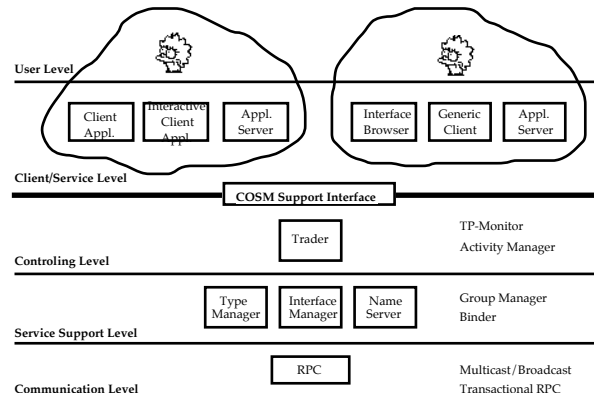 User Level
Client
Appl.
Interactive
Client
Appl.
Appl.
Server
Interface
Browser
Generic
Client
Appl.
Server
Client/Service Level
COSM Support Interface
Trader
TP-Monitor
Activity Manager
Controling Level
Type
Manager
Interface
Manager
Name
Server
Group Manager
Binder
Service Support Level
RPC
Multicast/Broadcast
Transactional RPC
Communication Level